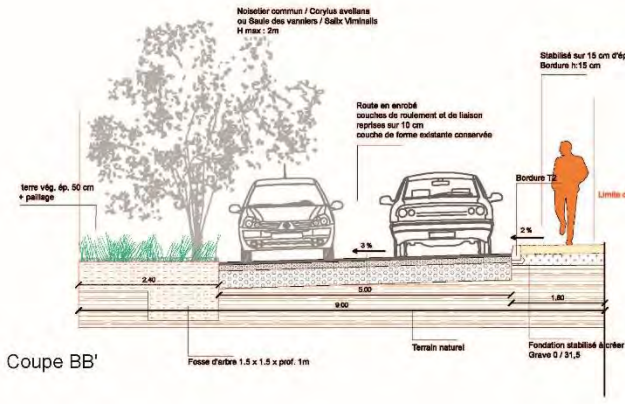 Noisetier commun / Corylus avellana
ou Saule des vanniers / Salix Viminalis
H max : 2m
Stabilisé sur 15 cm d'ép
Bordure h:15 cm
Route en enrobé
couches de roulement et de liaison
reprises sur 10 cm
couche de forme existante conservée
Bordure T2
terre vég. ép. 50 cm
+ paillage
Limite
2 %
3 %
2.40
5.00
1.60
9.00
Coupe BB'
Fosse d'arbre 1.5 x 1.5 x prof. 1m
Terrain naturel
Fondation stabilisé à créer
Grave 0 / 31,5